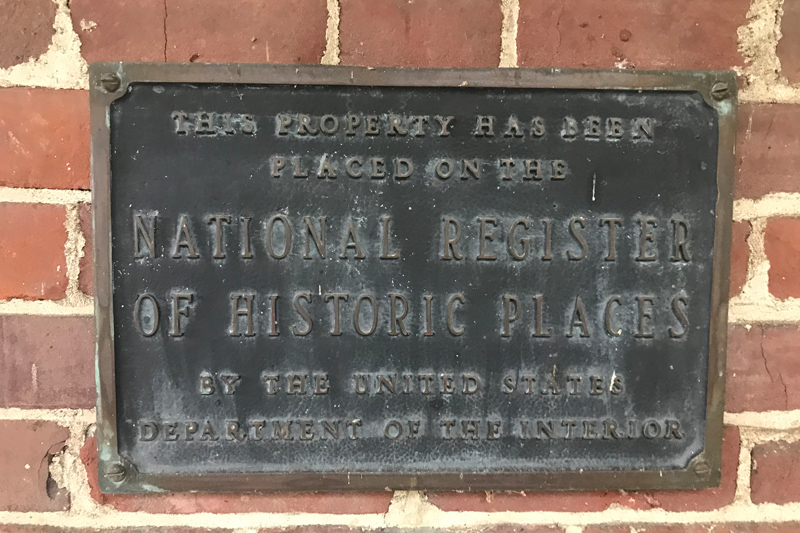 THIS PROPERTY HAS BEEN
PLACED ON THE
NATIONAL REGISTER
OF HISTORIC PLACES
BY THE UNITED STATES
DEPARTMENT OF THE INTERIOR